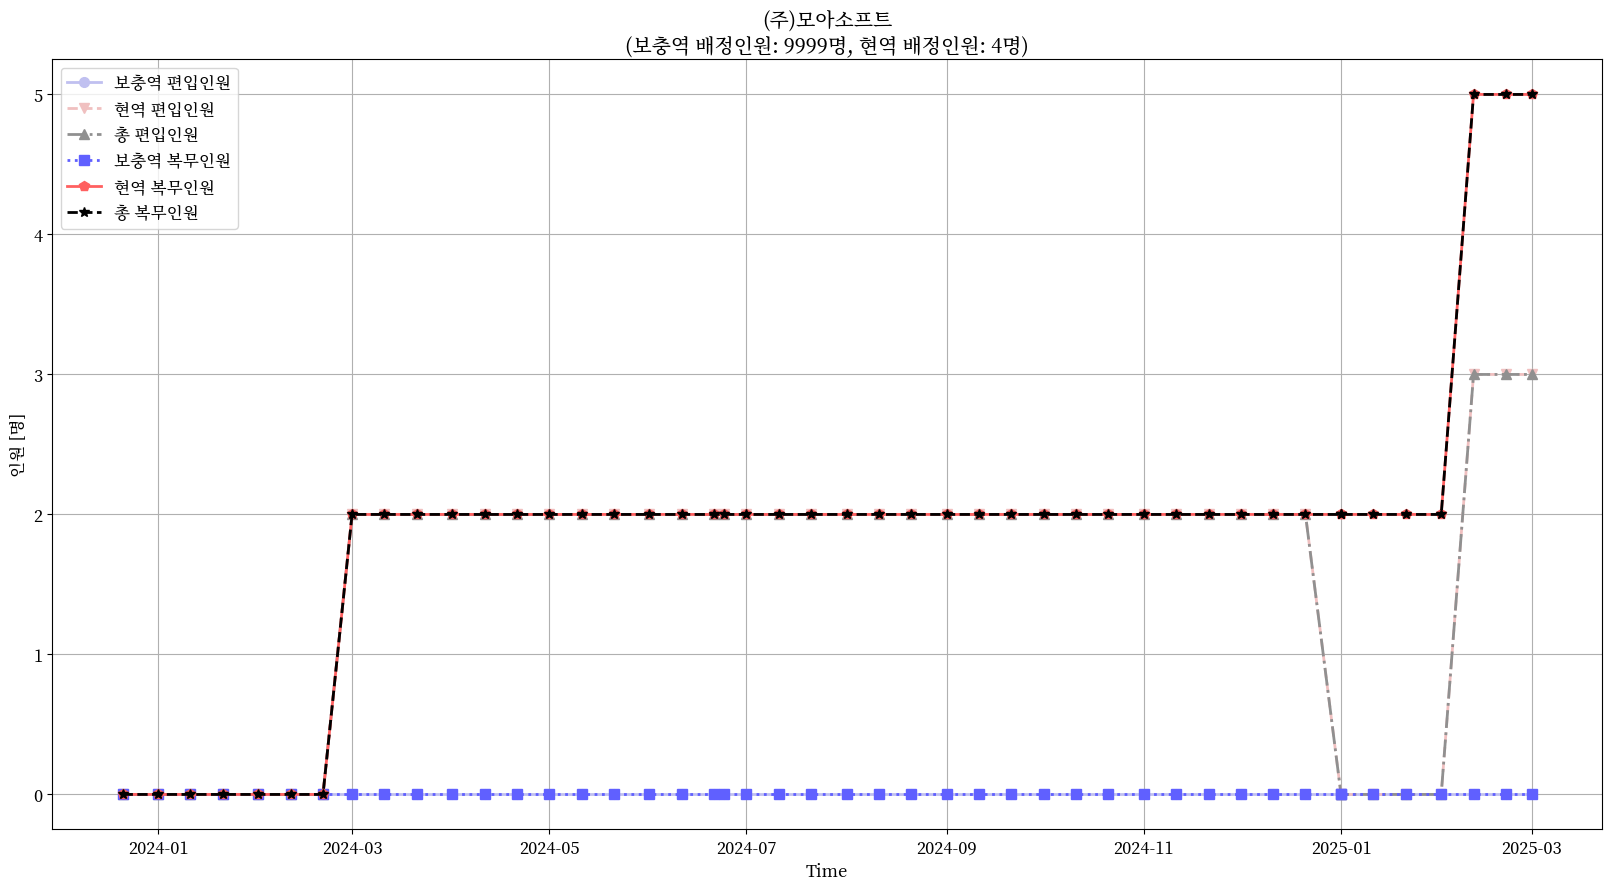 (주)모아소프트
(보충역 배정인원: 9999명, 현역 배정인원: 4명)
보충역 편입인원
현역 편입인원
총 편입인원
보충역 복무인원
현역 복무인원
총 복무인원
5
4
3
2
1
0
인원 [명]
2024-01
2024-03
2024-05
2024-07
2024-09
2024-11
2025-01
2025-03
Time